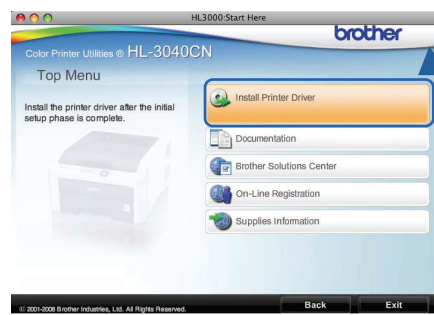 HL3000:Start Here
brother
Color Printer Utilities ® HL-3040CN
Top Menu
Install the printer driver after the initial
setup phase is complete.
Install Printer Driver
Documentation
Brother Solutions Center
On-Line Registration
Supplies Information
© 2001-2008 Brother Industries, Ltd. All Rights Reserved.
Back
Exit